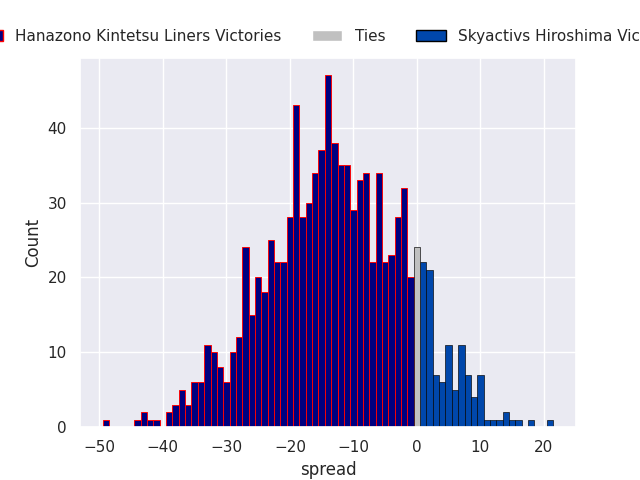 Hanazono Kintetsu Liners Victories Ties Skyactivs Hiroshima
Count
40
30
20
10
0
−50 −40 −30 −20 −10 0 10 20
spread